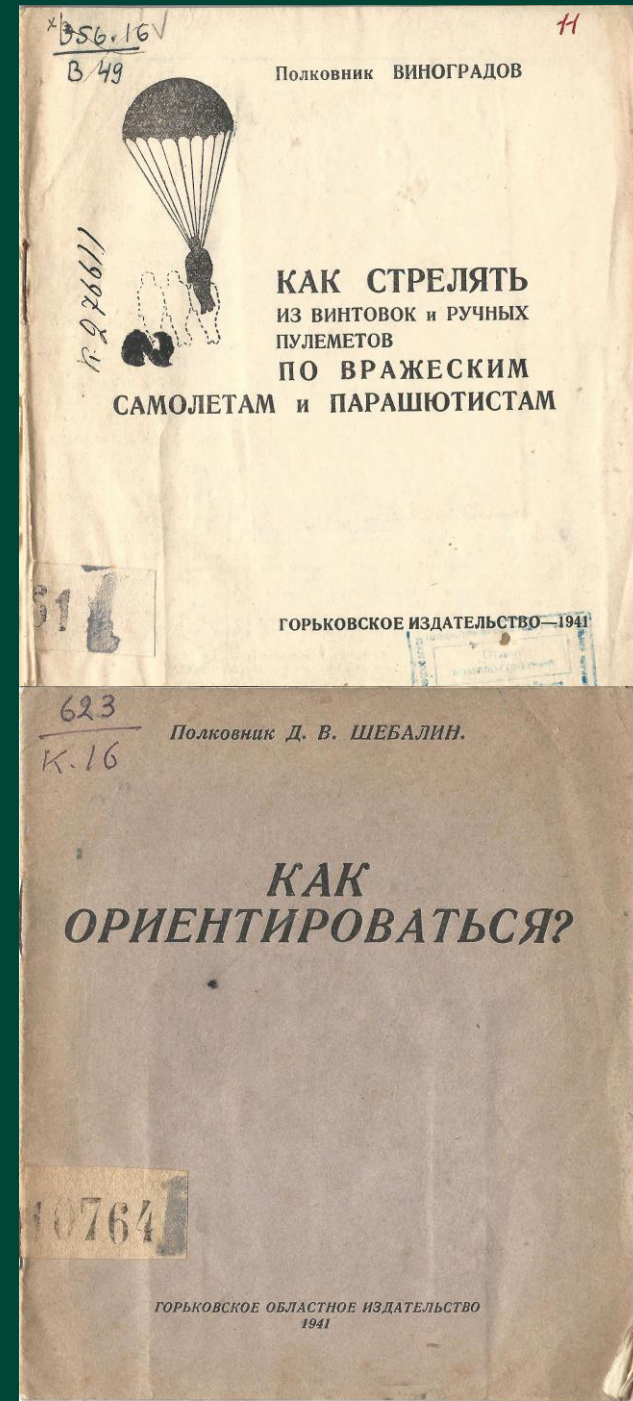 356.16
В 49
11
Полковник ВИНОГРАДОВ
К 276611
КАК СТРЕЛЯТЬ
ИЗ ВИНТОВОК и РУЧНЫХ
ПУЛЕМЕТОВ
ПО ВРАЖЕСКИМ
САМОЛЕТАМ и ПАРАШЮТИСТАМ
ГОРЬКОВСКОЕ ИЗДАТЕЛЬСТВО—1941
623
К.16
Полковник Д. В. ШЕБАЛИН.
КАК
ОРИЕНТИРОВАТЬСЯ?
10764
ГОРЬКОВСКОЕ ОБЛАСТНОЕ ИЗДАТЕЛЬСТВО
1941